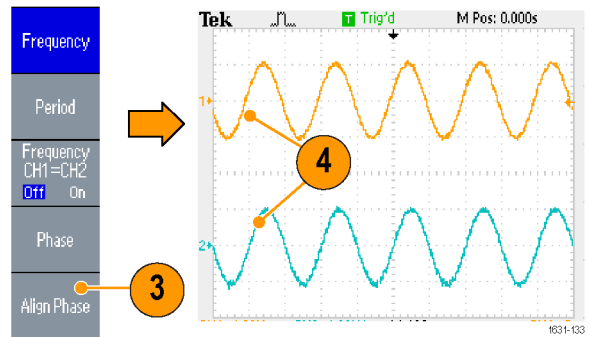 Frequency
Period
Frequency
CH1=CH2
Off On
Phase
Align Phase
3
Tek T Trig'd M Pos: 0.000s
1
4
2
1631-133